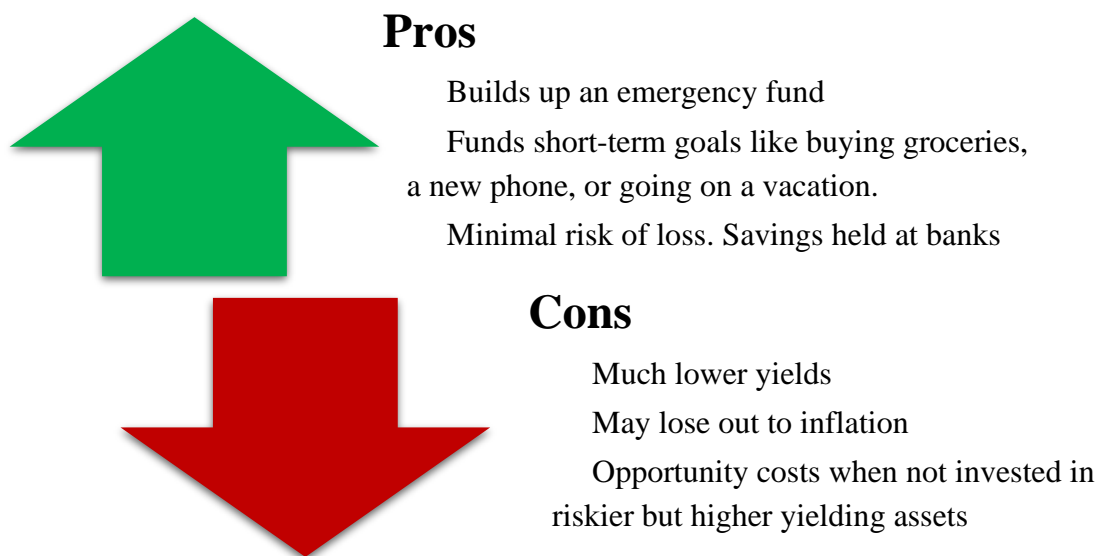 Pros
Builds up an emergency fund
Funds short-term goals like buying groceries,
a new phone, or going on a vacation.
Minimal risk of loss. Savings held at banks
Cons
Much lower yields
May lose out to inflation
Opportunity costs when not invested in
riskier but higher yielding assets